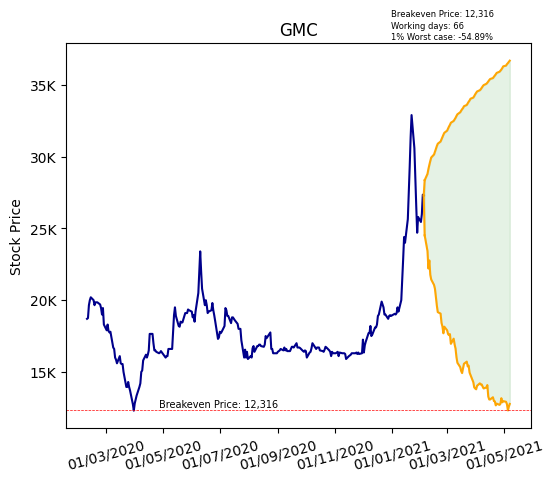 Breakeven Price: 12,316
Working days: 66
1% Worst case: -54.89%
GMC
Stock Price
35K
30K
25K
20K
15K
Breakeven Price: 12,316
01/03/2020
01/05/2020
01/07/2020
01/09/2020
01/11/2020
01/01/2021
01/03/2021
01/05/2021